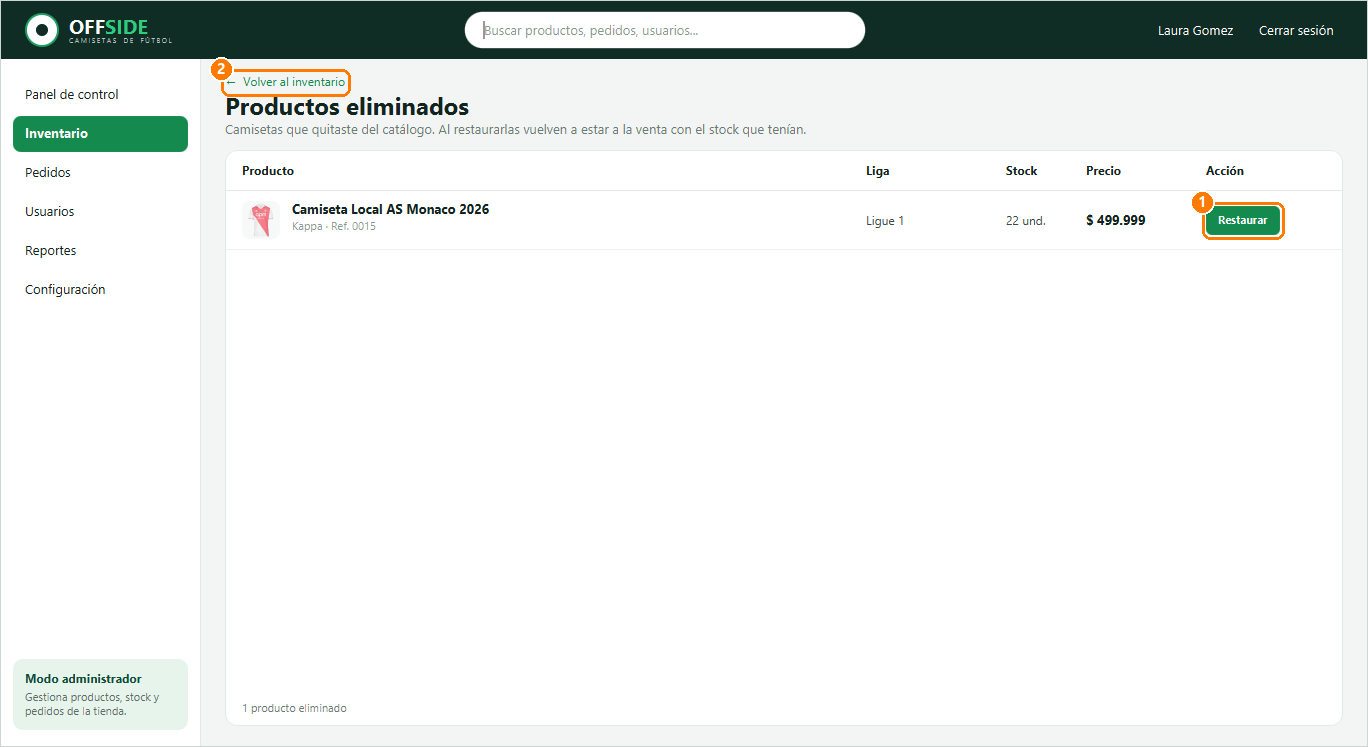 OFFSIDE
CAMISETAS DE FÚTBOL
Buscar productos, pedidos, usuarios...
Laura Gomez
Cerrar sesión
Panel de control
Inventario
Pedidos
Usuarios
Reportes
Configuración
Modo administrador
Gestiona productos, stock y
pedidos de la tienda.
2
← Volver al inventario
Productos eliminados
Camisetas que quitaste del catálogo. Al restaurarlas vuelven a estar a la venta con el stock que tenían.
Producto Liga Stock Precio Acción
Camiseta Local AS Monaco 2026
Kappa · Ref. 0015
Ligue 1 22 und. $ 499.999
1
Restaurar
1 producto eliminado